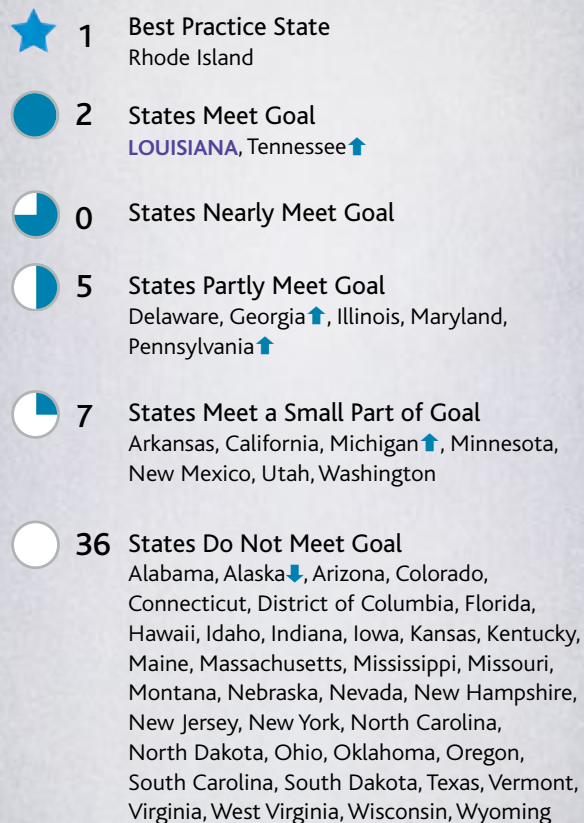 1 Best Practice State
Rhode Island
2 States Meet Goal
LOUISIANA, Tennessee⬆
0 States Nearly Meet Goal
5 States Partly Meet Goal
Delaware, Georgia⬆, Illinois, Maryland,
Pennsylvania⬆
7 States Meet a Small Part of Goal
Arkansas, California, Michigan⬆, Minnesota,
New Mexico, Utah, Washington
36 States Do Not Meet Goal
Alabama, Alaska⬇, Arizona, Colorado,
Connecticut, District of Columbia, Florida,
Hawaii, Idaho, Indiana, Iowa, Kansas, Kentucky,
Maine, Massachusetts, Mississippi, Missouri,
Montana, Nebraska, Nevada, New Hampshire,
New Jersey, New York, North Carolina,
North Dakota, Ohio, Oklahoma, Oregon,
South Carolina, South Dakota, Texas, Vermont,
Virginia, West Virginia, Wisconsin, Wyoming